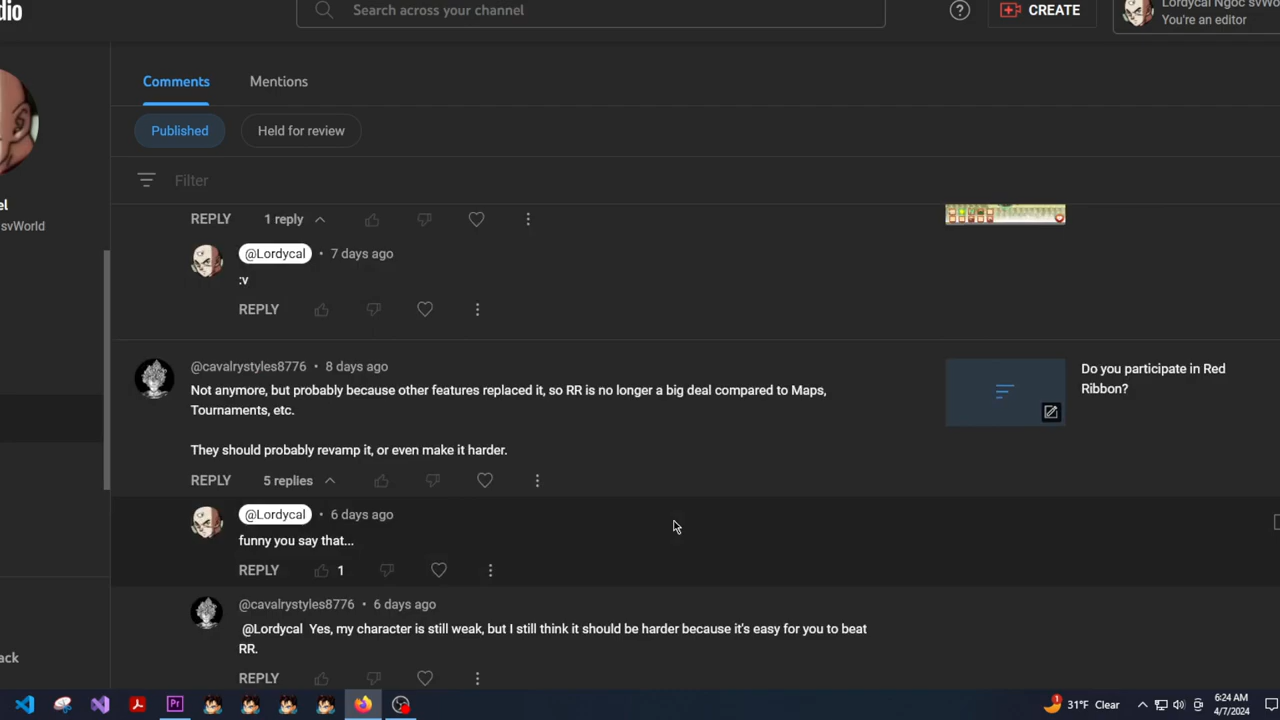 dio
Search across your channel
CREATE
Lordycal Ngoc svWo
You're an editor
Comments
Mentions
Published
Held for review
Filter
el
svWorld
REPLY
1 reply
@Lordycal • 7 days ago
:v
REPLY
@cavalrystyles8776 • 8 days ago
Not anymore, but probably because other features replaced it, so RR is no longer a big deal compared to Maps,
Tournaments, etc.
They should probably revamp it, or even make it harder.
Do you participate in Red
Ribbon?
REPLY
5 replies
@Lordycal • 6 days ago
funny you say that...
REPLY
1
@cavalrystyles8776 • 6 days ago
@Lordycal Yes, my character is still weak, but I still think it should be harder because it's easy for you to beat
RR.
REPLY
ack
Pr
31°F Clear
6:24 AM
4/7/2024